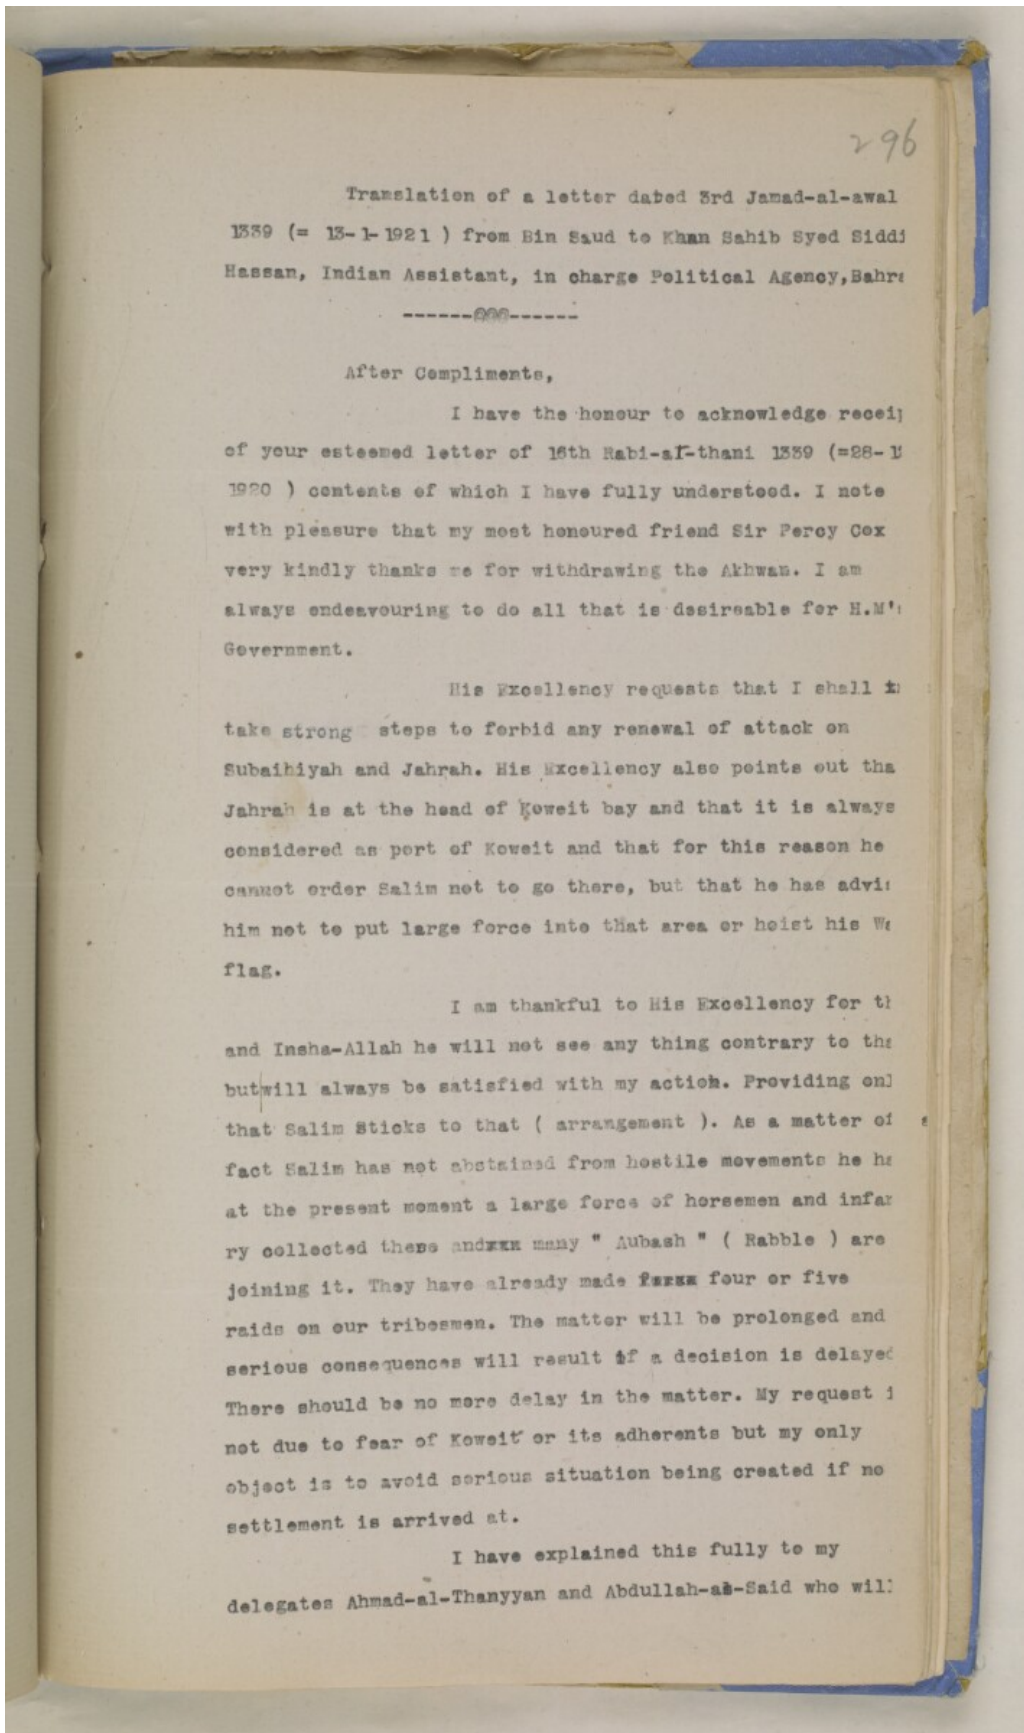 296
Translation of a letter dated 3rd Jamad-al-awal
1339 (= 13-1-1921 ) from Bin Saud to Khan Sahib Syed Siddi
Hassan, Indian Assistant, in charge Political Agency,Bahra
------@@@------
After Compliments,
I have the honour to acknowledge receip
of your esteemed letter of 16th Rabi-al-thani 1339 (=28-1
1920 ) contents of which I have fully understood. I note
with pleasure that my most honoured friend Sir Percy Cox
very kindly thanks me for withdrawing the Akhwan. I am
always endeavouring to do all that is desireable for H.M's
Government.
His Excellency requests that I shall
take strong steps to forbid any renewal of attack on
Subaihiyah and Jahrah. His Excellency also points out tha
Jahrah is at the head of Koweit bay and that it is always
considered as port of Koweit and that for this reason he
cannot order Salim not to go there, but that he has advis
him not to put large force into that area or hoist his Wa
flag.
I am thankful to His Excellency for th
and Insha-Allah he will not see any thing contrary to tha
but will always be satisfied with my action. Providing onl
that Salim Sticks to that ( arrangement ). As a matter of
fact Salim has not abstained from hostile movements he ha
at the present moment a large force of horsemen and infan
ry collected there and many " Aubash " ( Rabble ) are
joining it. They have already made four or five
raids on our tribesmen. The matter will be prolonged and
serious consequences will result if a decision is delayed
There should be no more delay in the matter. My request i
not due to fear of Koweit or its adherents but my only
object is to avoid serious situation being created if no
settlement is arrived at.
I have explained this fully to my
delegates Ahmad-al-Thanyyan and Abdullah-as-Said who will